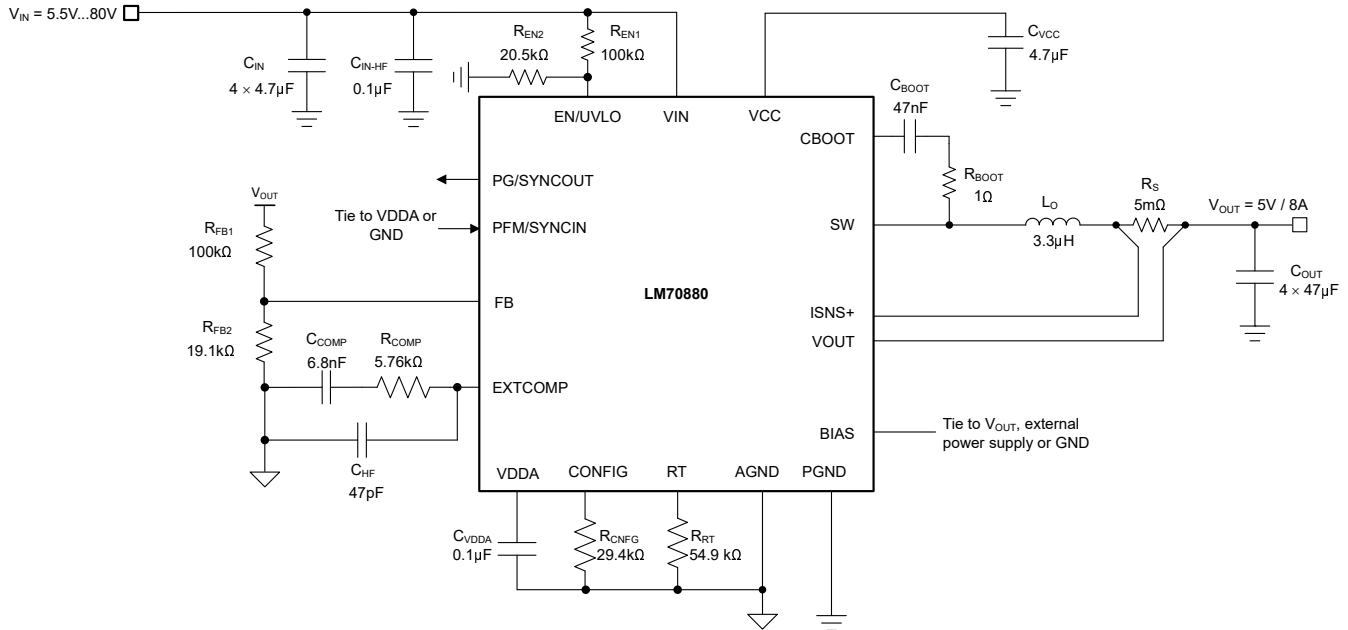 V_IN = 5.5V...80V
C_IN
4 × 4.7µF
C_IN-HF
0.1µF
R_EN2
20.5kΩ
R_EN1
100kΩ
C_VCC
4.7µF
EN/UVLO
VIN
VCC
C_BOOT
47nF
CBOOT
R_BOOT
1Ω
PG/SYNCOUT
Tie to VDDA or
GND
PFM/SYNCIN
V_OUT
R_FB1
100kΩ
SW
L_O
3.3µH
R_S
5mΩ
V_OUT = 5V / 8A
C_OUT
4 × 47µF
LM70880
FB
ISNS+
VOUT
R_FB2
19.1kΩ
C_COMP
6.8nF
R_COMP
5.76kΩ
EXTCOMP
C_HF
47pF
BIAS
Tie to V_OUT, external
power supply or GND
VDDA
CONFIG
RT
AGND
PGND
C_VDDA
0.1µF
R_CNFG
29.4kΩ
R_RT
54.9 kΩ